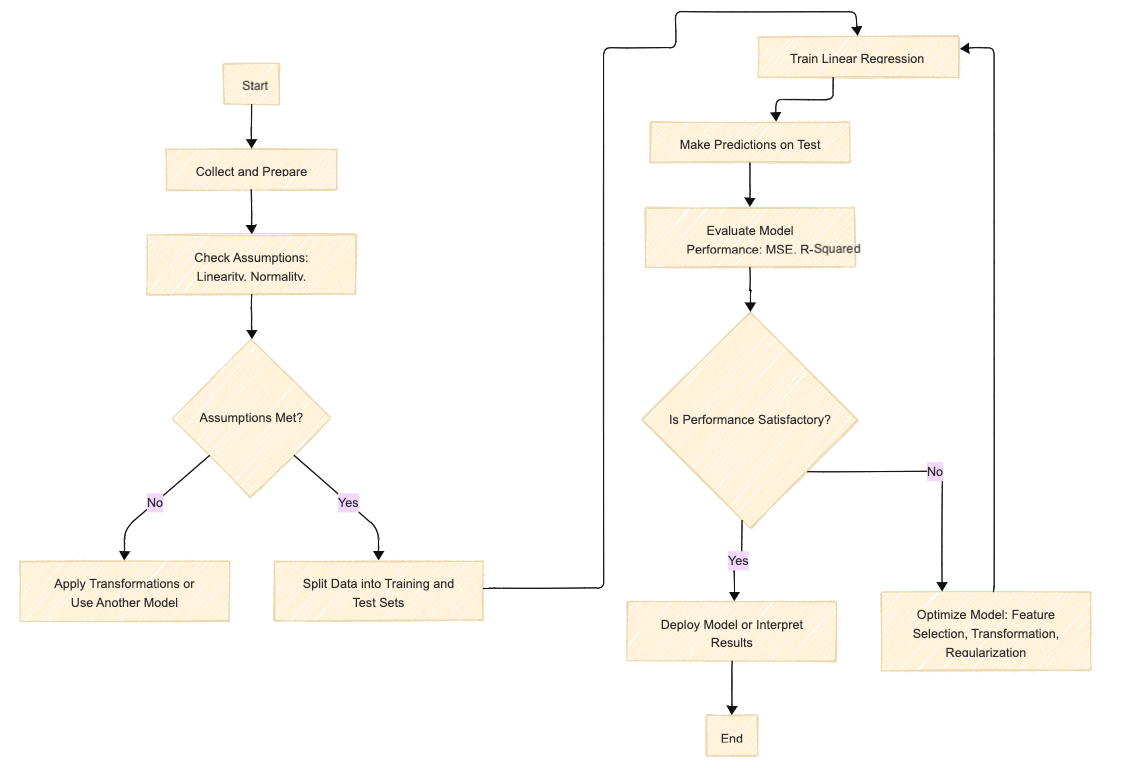 Start
Collect and Prepare
Check Assumptions:
Linearity, Normality,
Assumptions Met?
No
Yes
Apply Transformations or
Use Another Model
Split Data into Training and
Test Sets
Train Linear Regression
Make Predictions on Test
Evaluate Model
Performance: MSE, R-Squared
Is Performance Satisfactory?
No
Yes
Deploy Model or Interpret
Results
Optimize Model: Feature
Selection, Transformation,
Regularization
End